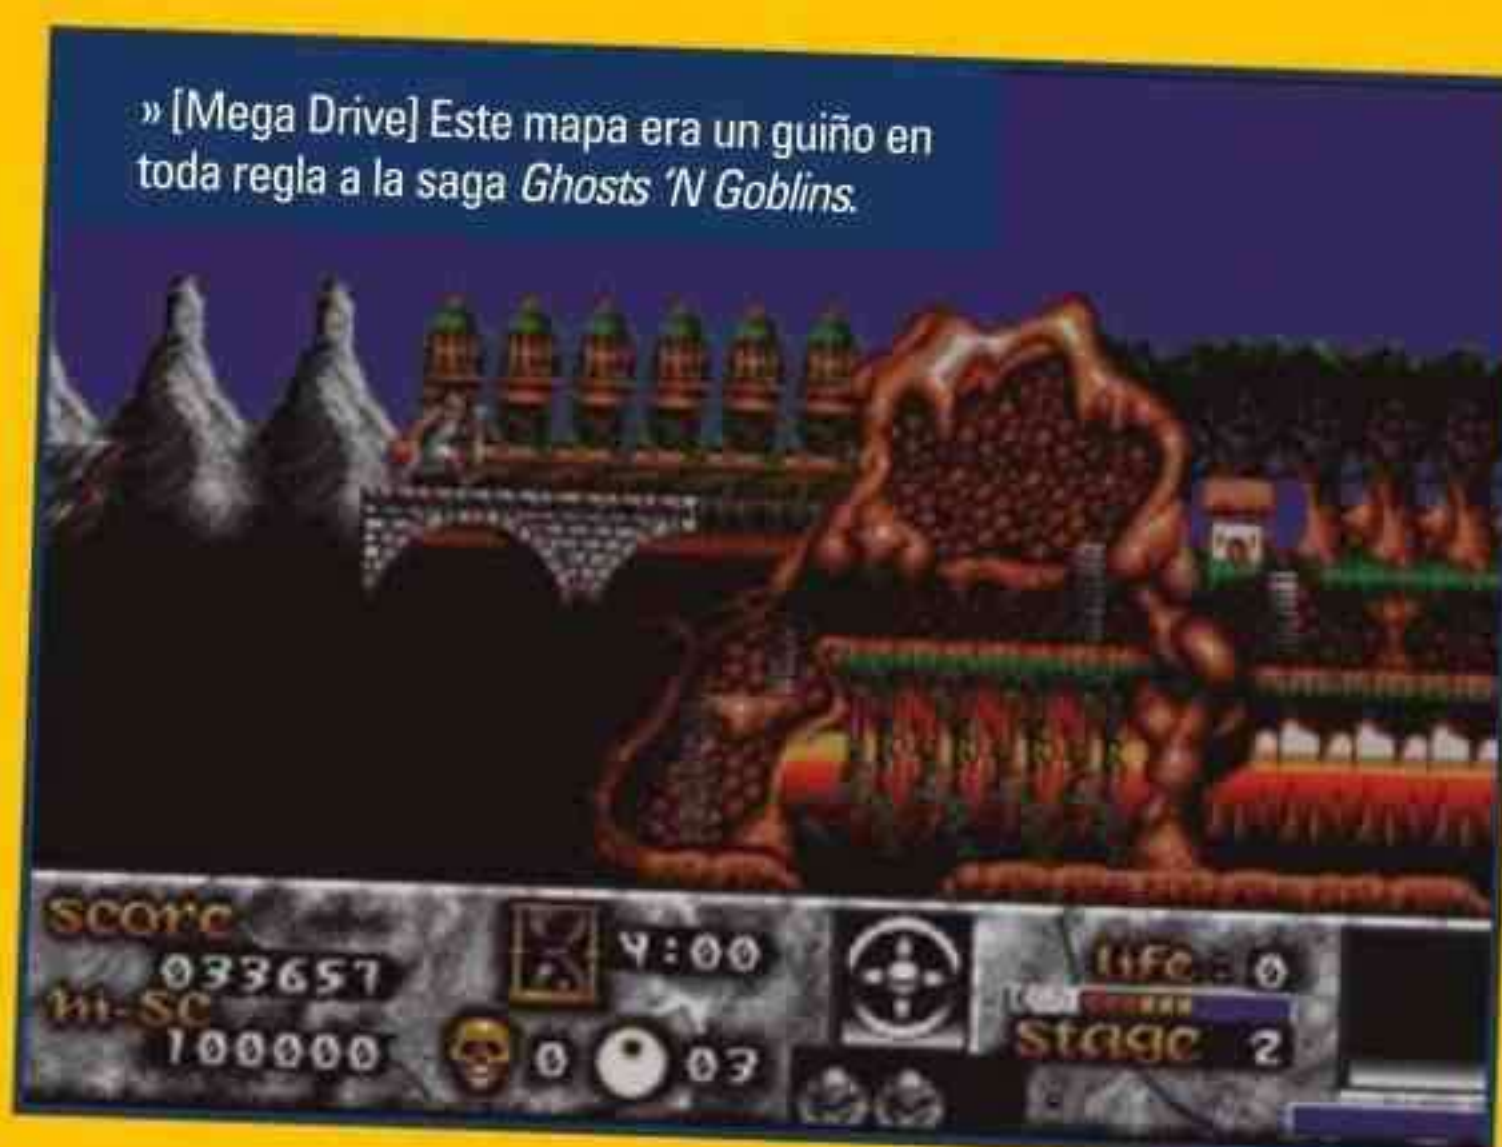 » [Mega Drive] Este mapa era un guiño en
toda regla a la saga Ghosts 'N Goblins.
score
033657
4:00
life : 0
hi-sc
100000
0
03
stage 2